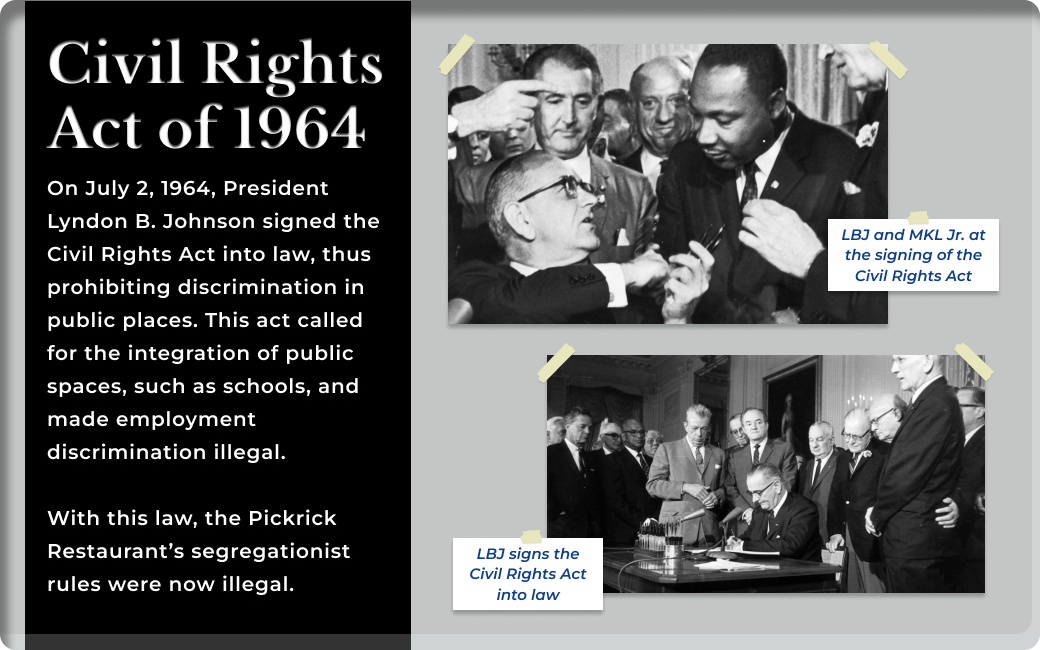 Civil Rights
Act of 1964
On July 2, 1964, President
Lyndon B. Johnson signed the
Civil Rights Act into law, thus
prohibiting discrimination in
public places. This act called
for the integration of public
spaces, such as schools, and
made employment
discrimination illegal.
With this law, the Pickrick
Restaurant’s segregationist
rules were now illegal.
LBJ and MKL Jr. at
the signing of the
Civil Rights Act
LBJ signs the
Civil Rights Act
into law